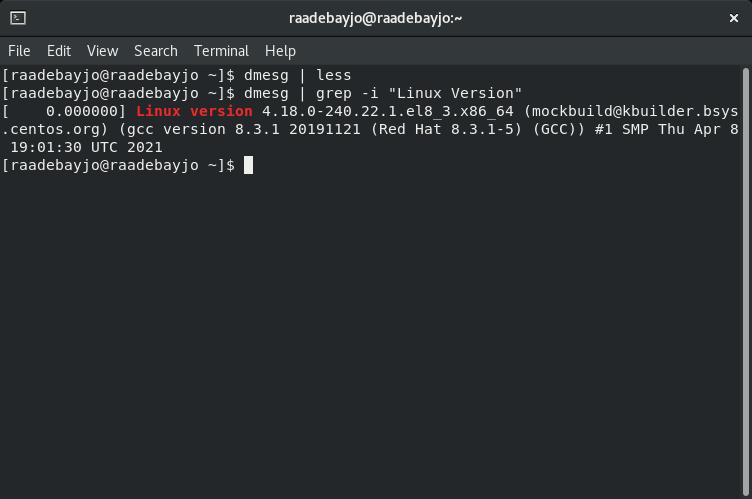 raadebayjo@raadebayjo:~
File Edit View Search Terminal Help
[raadebayjo@raadebayjo ~]$ dmesg | less
[raadebayjo@raadebayjo ~]$ dmesg | grep -i "Linux Version"
[    0.000000] Linux version 4.18.0-240.22.1.el8_3.x86_64 (mockbuild@kbuilder.bsys
.centos.org) (gcc version 8.3.1 20191121 (Red Hat 8.3.1-5) (GCC)) #1 SMP Thu Apr 8
 19:01:30 UTC 2021
[raadebayjo@raadebayjo ~]$